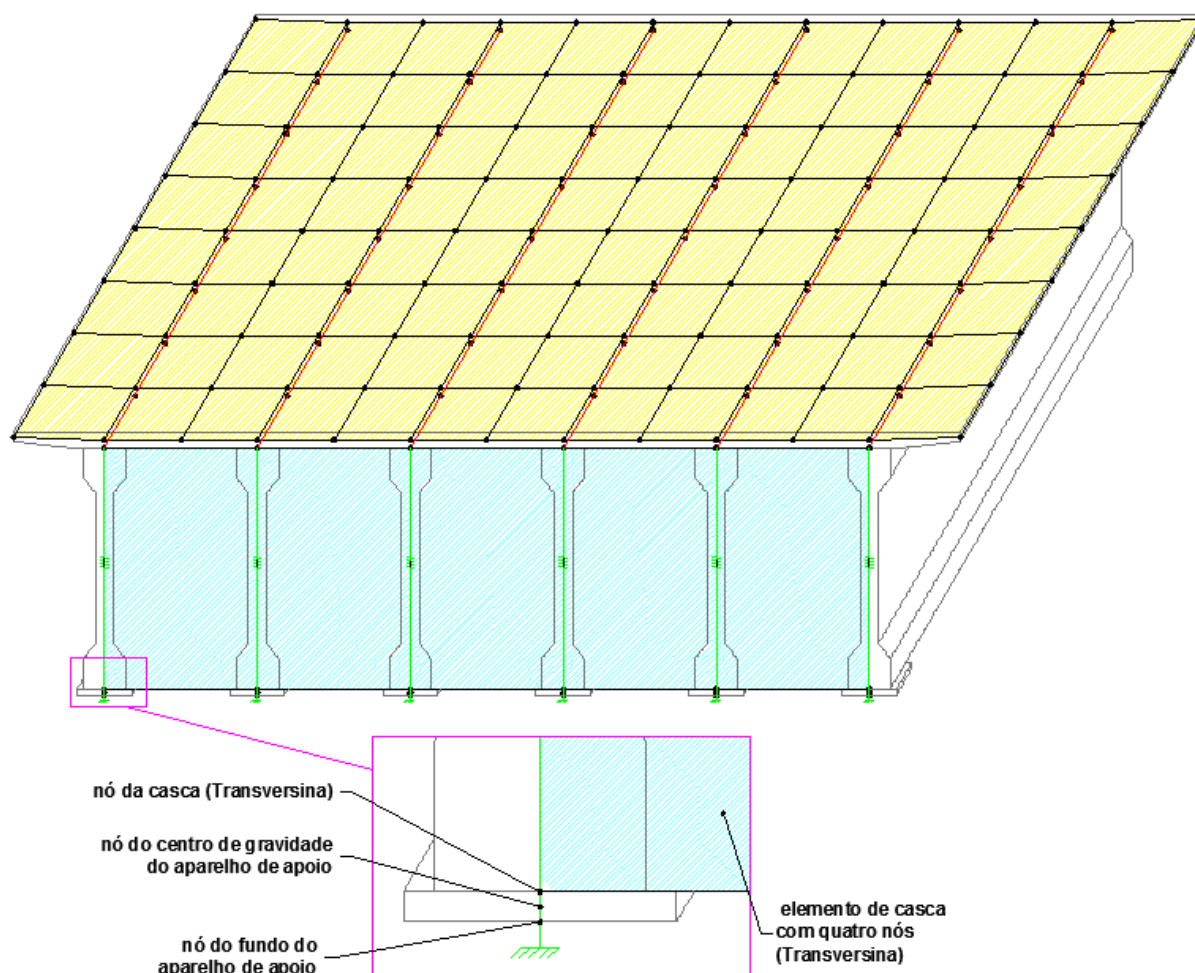 nó da casca (Transversina)
nó do centro de gravidade
do aparelho de apoio
nó do fundo do
aparelho de apoio
elemento de casca
com quatro nós
(Transversina)